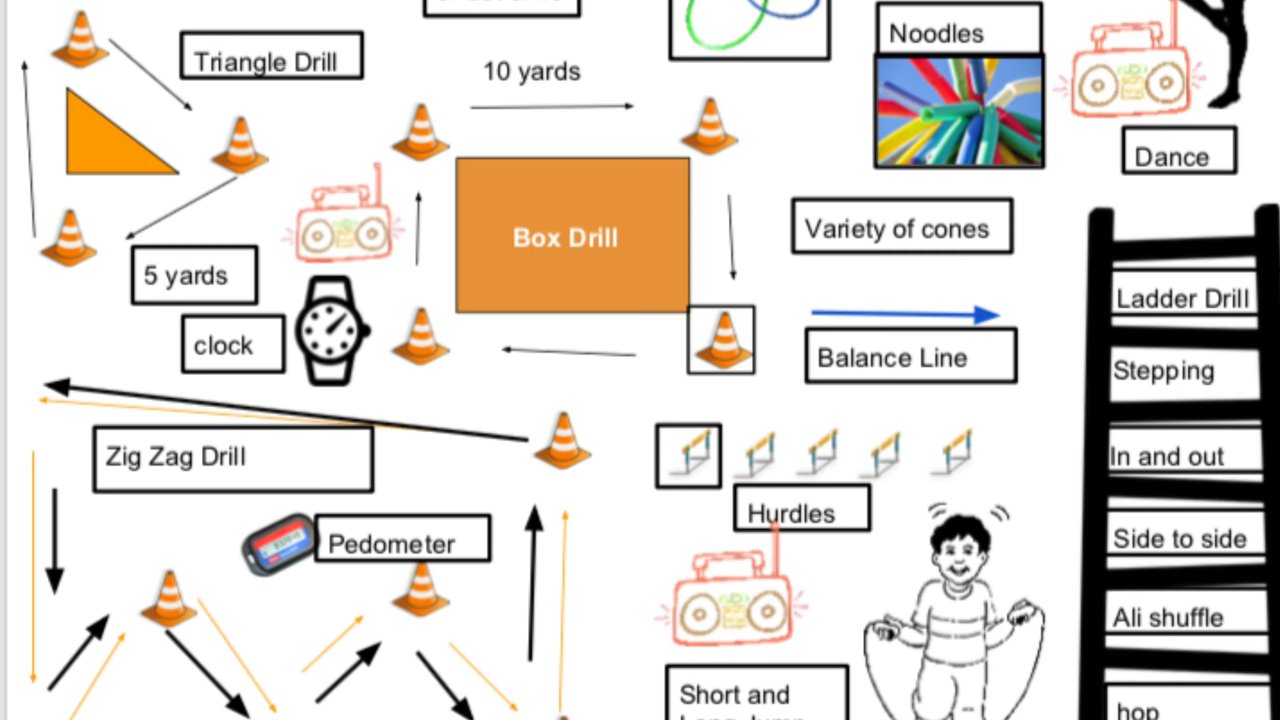 Triangle Drill
10 yards
Noodles
Dance
Box Drill
Variety of cones
5 yards
clock
Balance Line
Ladder Drill
Stepping
In and out
Side to side
Ali shuffle
hop
Zig Zag Drill
Pedometer
Hurdles
Short and